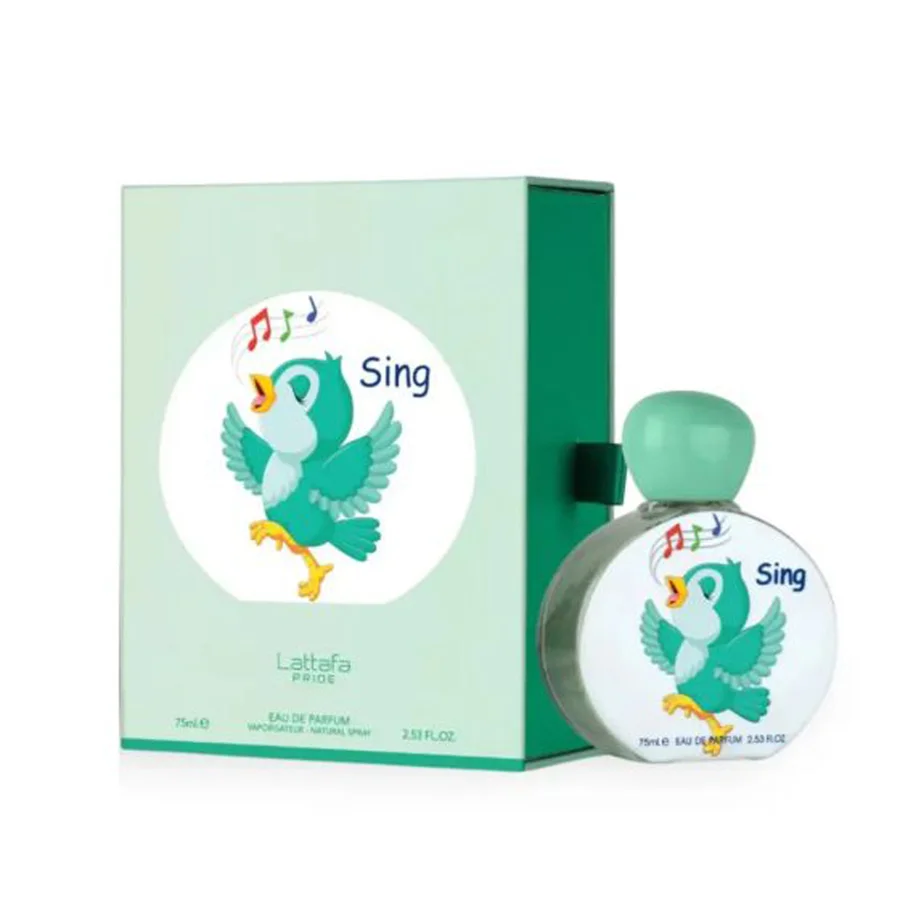 Sing
Lattafa
PRIDE
75ml e EAU DE PARFUM 2.53 FL.OZ.
VAPORISATEUR - NATURAL SPRAY
Sing
75ml e EAU DE PARFUM 2.53 FL.OZ